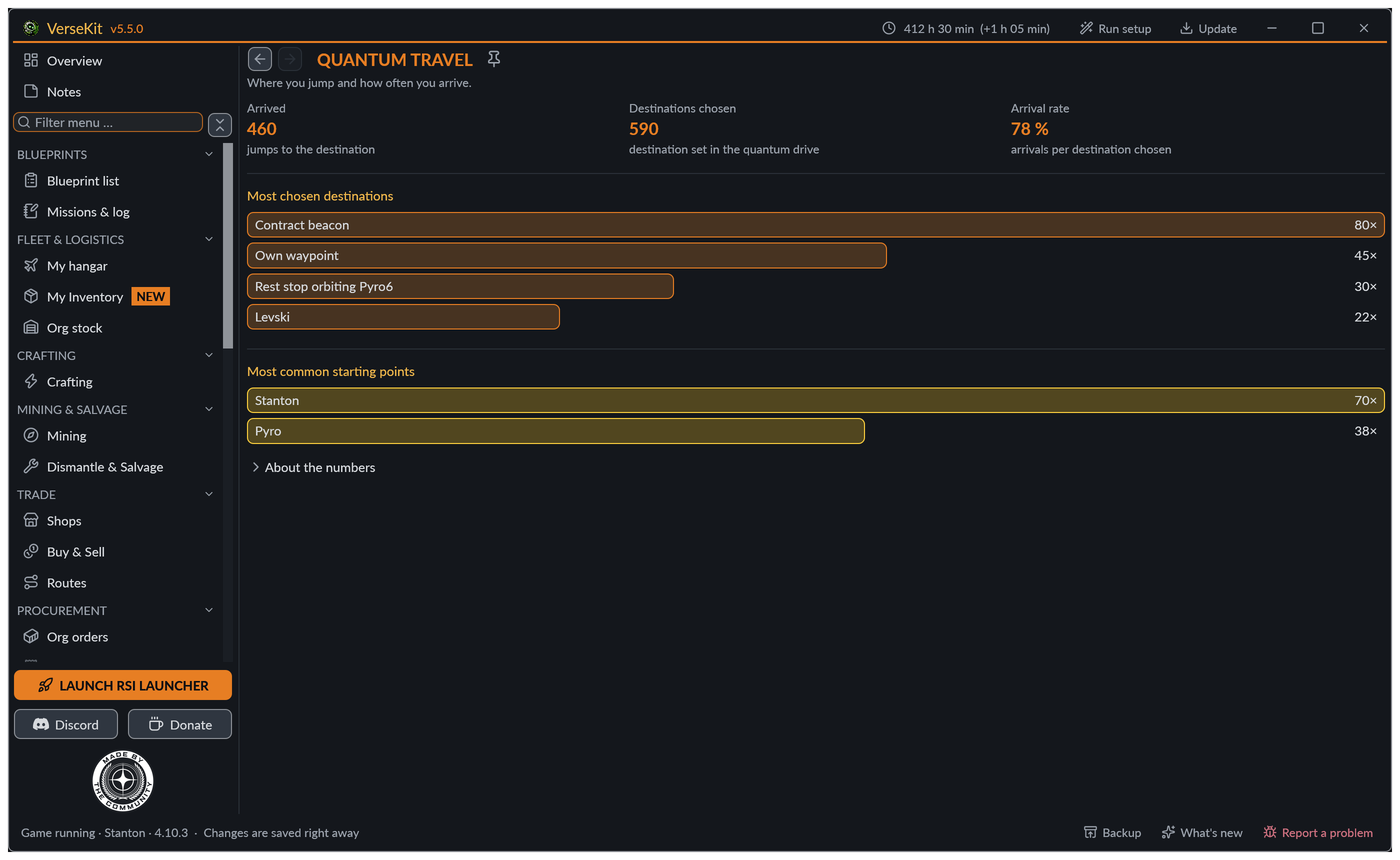 VerseKit v5.5.0
412 h 30 min (+1 h 05 min)
Run setup
Update
Overview
Notes
Filter menu ...
BLUEPRINTS
Blueprint list
Missions & log
FLEET & LOGISTICS
My hangar
My Inventory NEW
Org stock
CRAFTING
Crafting
MINING & SALVAGE
Mining
Dismantle & Salvage
TRADE
Shops
Buy & Sell
Routes
PROCUREMENT
Org orders
LAUNCH RSI LAUNCHER
Discord
Donate
MADE BY
THE COMMUNITY
QUANTUM TRAVEL
Where you jump and how often you arrive.
Arrived
460
jumps to the destination
Destinations chosen
590
destination set in the quantum drive
Arrival rate
78 %
arrivals per destination chosen
Most chosen destinations
Contract beacon 80×
Own waypoint 45×
Rest stop orbiting Pyro6 30×
Levski 22×
Most common starting points
Stanton 70×
Pyro 38×
About the numbers
Game running · Stanton · 4.10.3 · Changes are saved right away
Backup
What's new
Report a problem